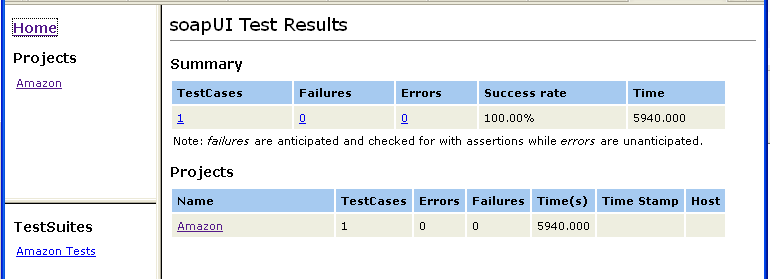 Home
Projects
Amazon
TestSuites
Amazon Tests
soapUI Test Results
Summary
TestCases Failures Errors Success rate Time
1 0 0 100.00% 5940.000
Note: failures are anticipated and checked for with assertions while errors are unanticipated.
Projects
Name TestCases Errors Failures Time(s) Time Stamp Host
Amazon 1 0 0 5940.000